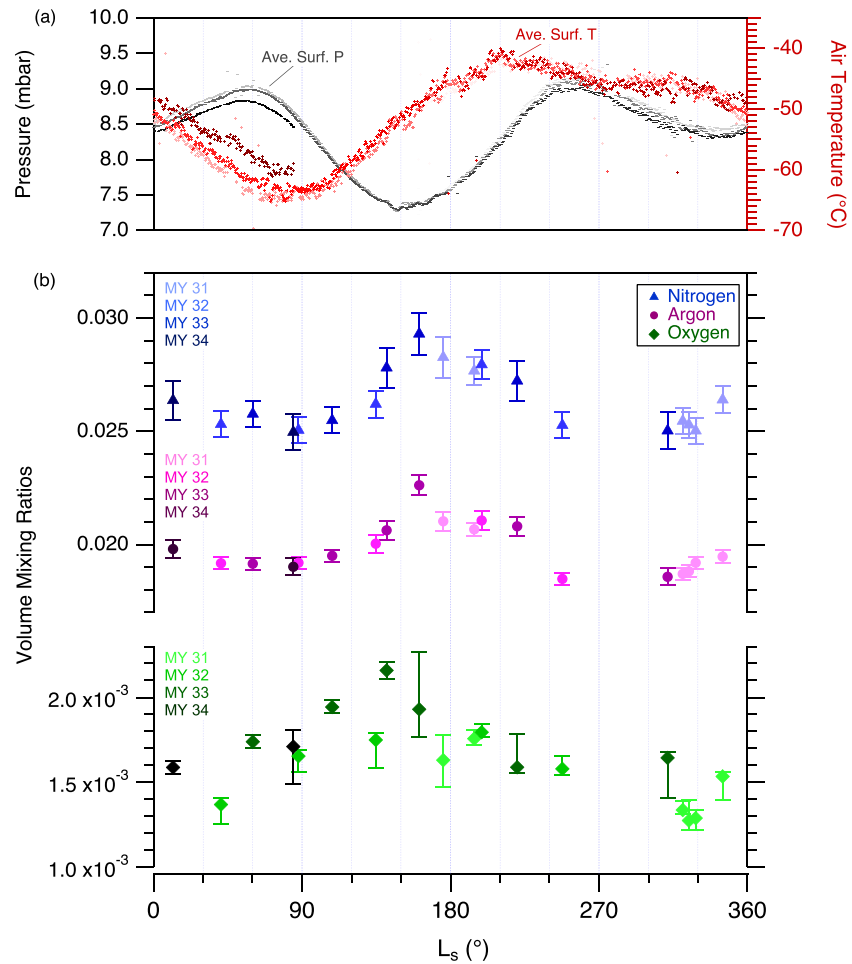 (a)
10.0
9.5
9.0
8.5
8.0
7.5
7.0
Pressure (mbar)
Ave. Surf. P
Ave. Surf. T
-40
-50
-60
-70
Air Temperature (°C)
(b)
MY 31
MY 32
MY 33
MY 34
Nitrogen
Argon
Oxygen
0.030
0.025
MY 31
MY 32
MY 33
MY 34
0.020
Volume Mixing Ratios
MY 31
MY 32
MY 33
MY 34
2.0 x10⁻³
1.5 x10⁻³
1.0 x10⁻³
0
90
180
270
360
Lₛ (°)